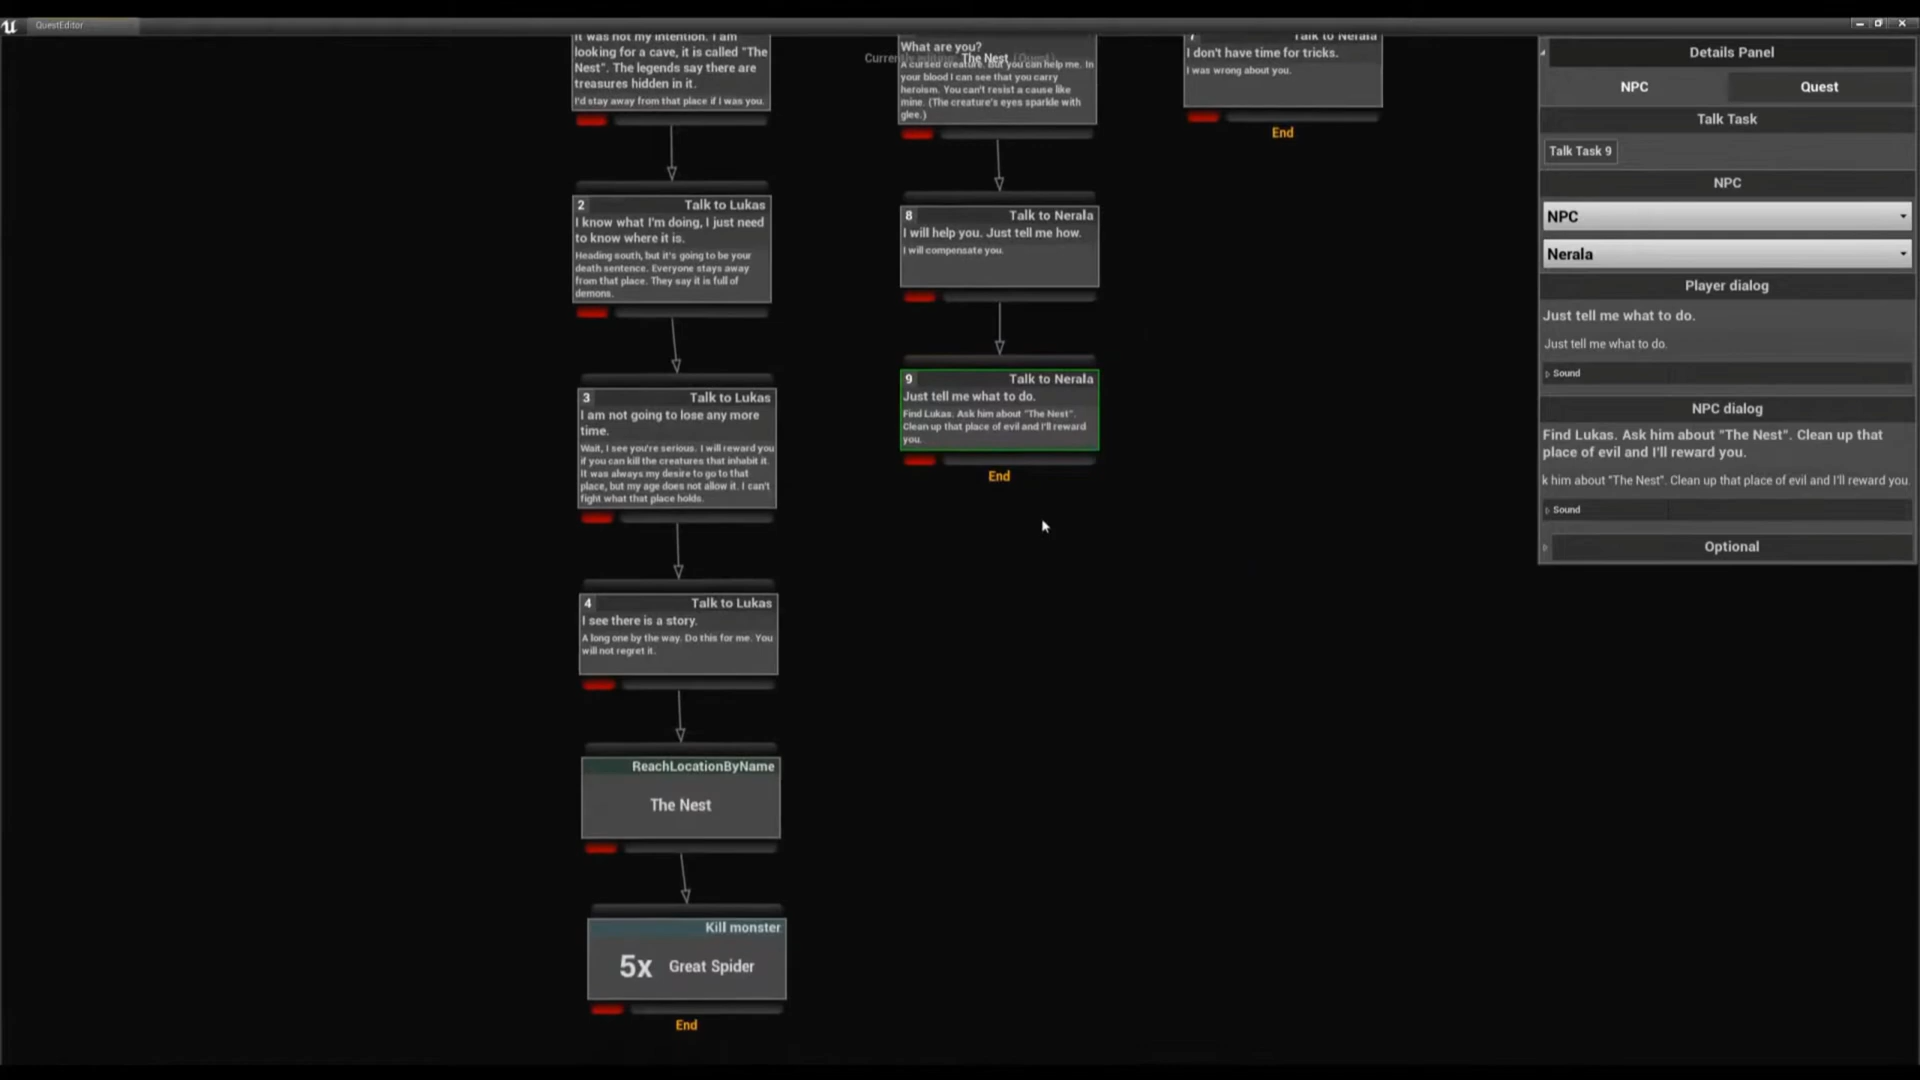 QuestEditor
It was not my intention. I am
looking for a cave, it is called "The
Nest". The legends say there are
treasures hidden in it.
I'd stay away from that place if I was you.
2 Talk to Lukas
I know what I'm doing, I just need
to know where it is.
Heading south, but it's going to be your
death sentence. Everyone stays away
from that place. They say it is full of
demons.
3 Talk to Lukas
I am not going to lose any more
time.
Wait, I see you're serious. I will reward you
if you can kill the creatures that inhabit it.
It was always my desire to go to that
place, but my age does not allow it. I can't
fight what that place holds.
4 Talk to Lukas
I see there is a story.
A long one by the way. Do this for me. You
will not regret it.
ReachLocationByName
The Nest
Kill monster
5x Great Spider
End
Currently editing: The Nest (Quest)
What are you?
A cursed creature. But you can help me. In
your blood I can see that you carry
heroism. You can't resist a cause like
mine. (The creature's eyes sparkle with
glee.)
8 Talk to Nerala
I will help you. Just tell me how.
I will compensate you.
9 Talk to Nerala
Just tell me what to do.
Find Lukas. Ask him about "The Nest".
Clean up that place of evil and I'll reward
you.
End
7 Talk to Nerala
I don't have time for tricks.
I was wrong about you.
End
Details Panel
NPC Quest
Talk Task
Talk Task 9
NPC
NPC
Nerala
Player dialog
Just tell me what to do.
Just tell me what to do.
Sound
NPC dialog
Find Lukas. Ask him about "The Nest". Clean up that
place of evil and I'll reward you.
k him about "The Nest". Clean up that place of evil and I'll reward you.
Sound
Optional